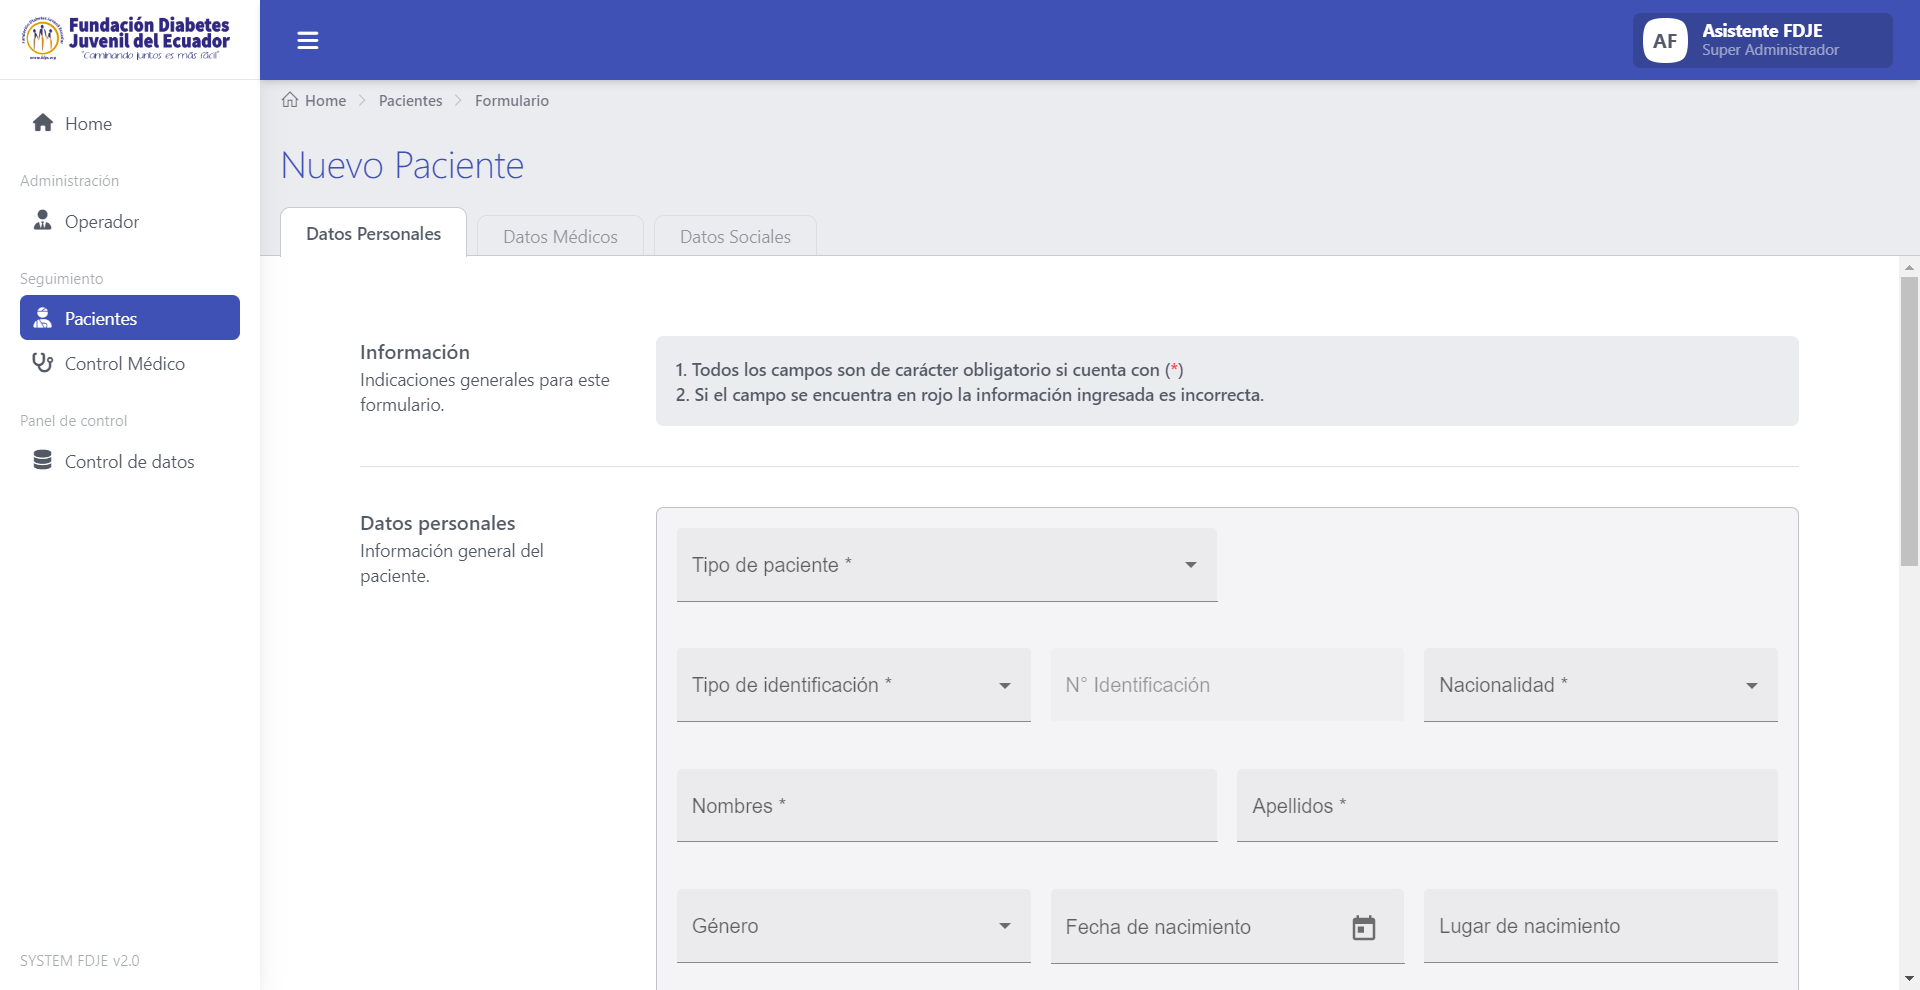 Fundación Diabetes
Juvenil del Ecuador
"Caminando juntos es más fácil"
www.fdje.org
AF
Asistente FDJE
Super Administrador
Home
Administración
Operador
Seguimiento
Pacientes
Control Médico
Panel de control
Control de datos
SYSTEM FDJE v2.0
Home
Pacientes
Formulario
Nuevo Paciente
Datos Personales
Datos Médicos
Datos Sociales
Información
Indicaciones generales para este
formulario.
1. Todos los campos son de carácter obligatorio si cuenta con (*)
2. Si el campo se encuentra en rojo la información ingresada es incorrecta.
Datos personales
Información general del
paciente.
Tipo de paciente *
Tipo de identificación *
N° Identificación
Nacionalidad *
Nombres *
Apellidos *
Género
Fecha de nacimiento
Lugar de nacimiento